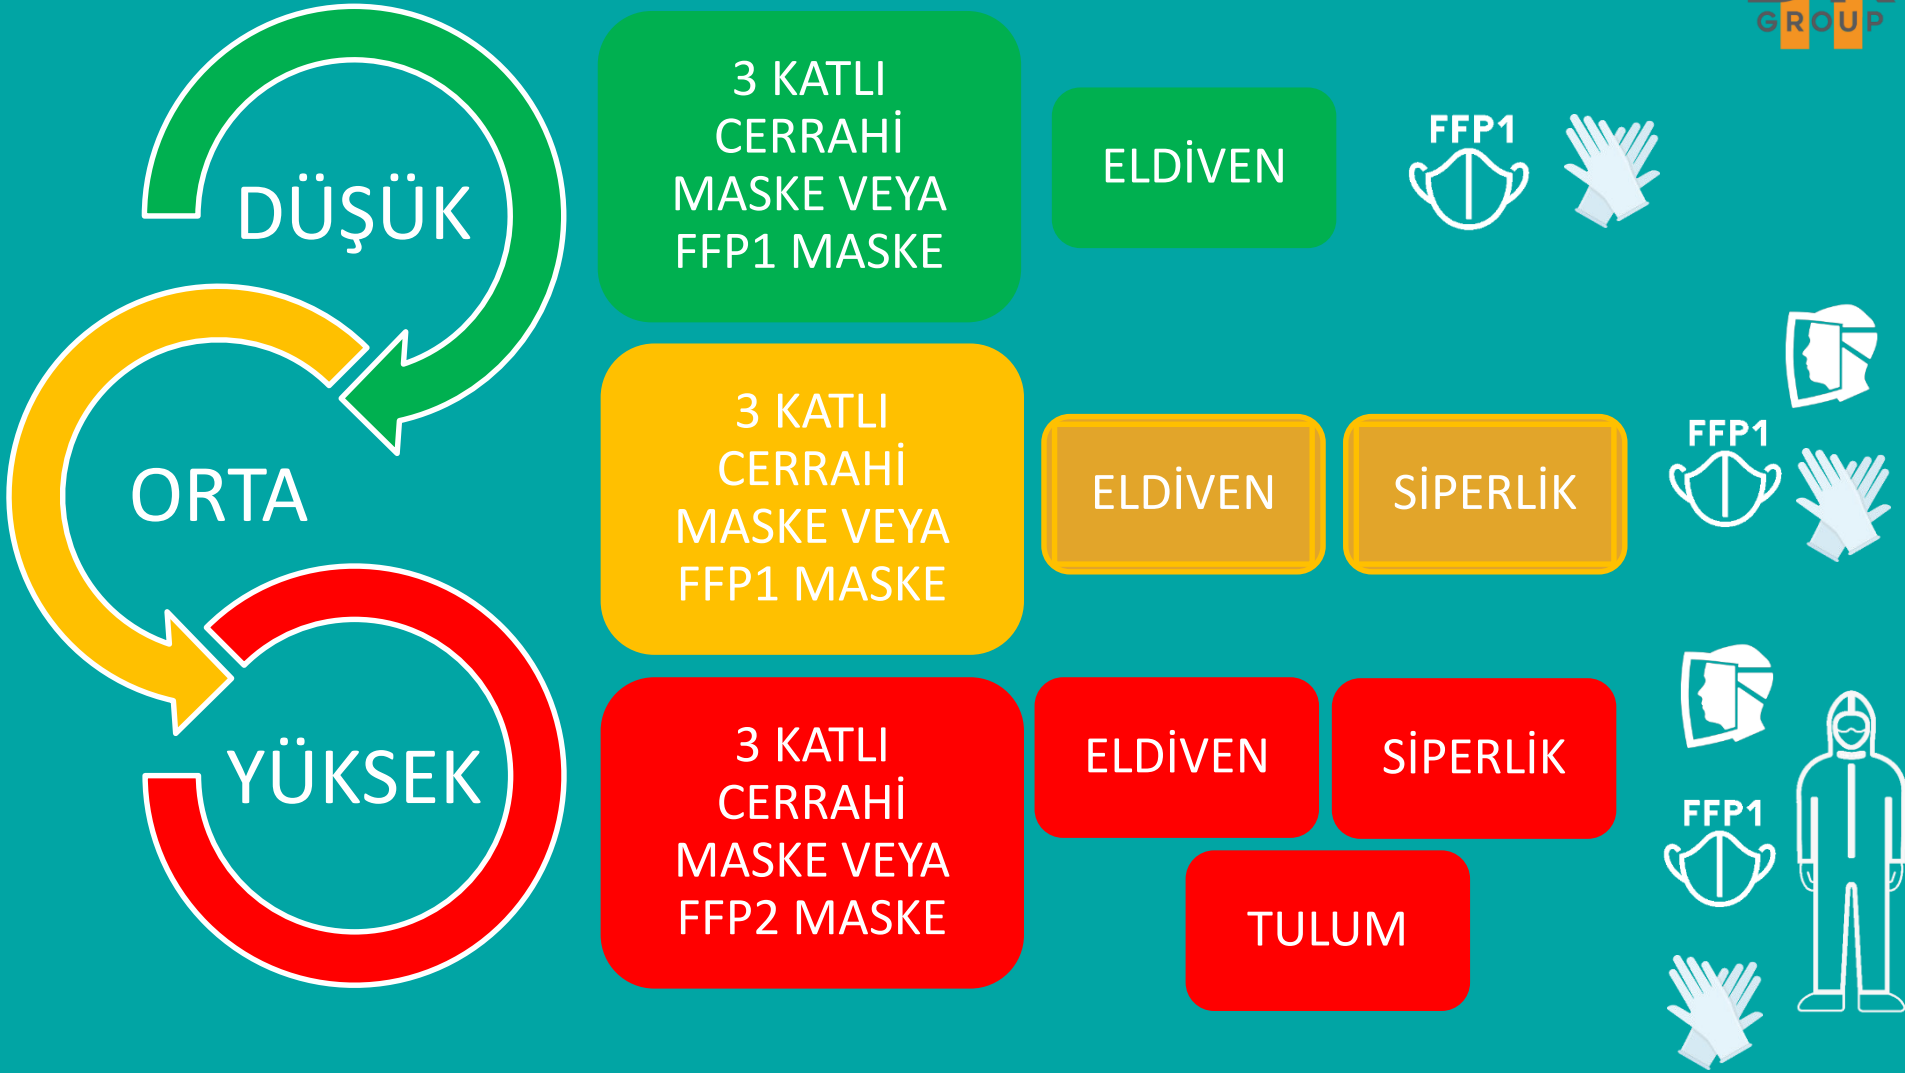 GROUP
DÜŞÜK
3 KATLI
CERRAHİ
MASKE VEYA
FFP1 MASKE
ELDİVEN
FFP1
ORTA
3 KATLI
CERRAHİ
MASKE VEYA
FFP1 MASKE
ELDİVEN
SİPERLİK
FFP1
YÜKSEK
3 KATLI
CERRAHİ
MASKE VEYA
FFP2 MASKE
ELDİVEN
SİPERLİK
TULUM
FFP1